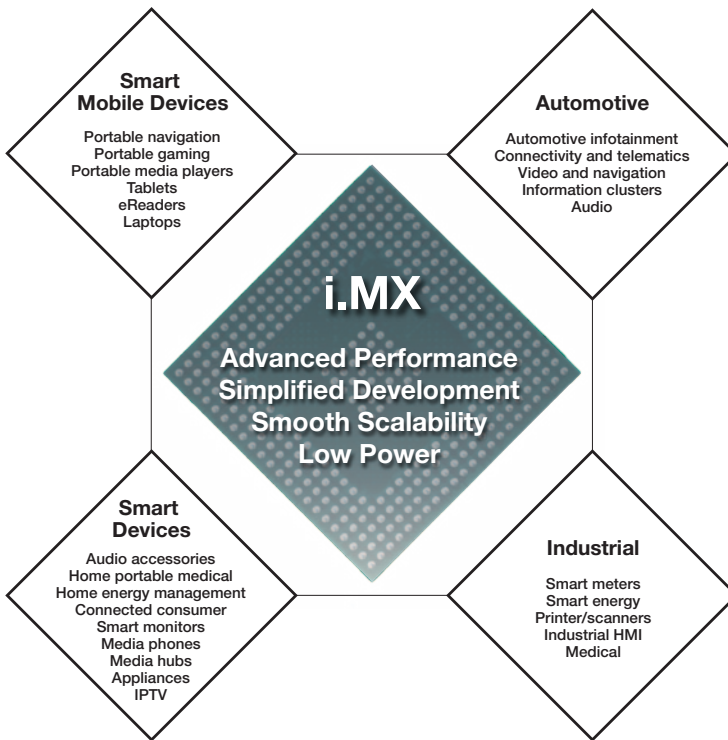 Smart
Mobile Devices
Portable navigation
Portable gaming
Portable media players
Tablets
eReaders
Laptops
Automotive
Automotive infotainment
Connectivity and telematics
Video and navigation
Information clusters
Audio
i.MX
Advanced Performance
Simplified Development
Smooth Scalability
Low Power
Smart
Devices
Audio accessories
Home portable medical
Home energy management
Connected consumer
Smart monitors
Media phones
Media hubs
Appliances
IPTV
Industrial
Smart meters
Smart energy
Printer/scanners
Industrial HMI
Medical